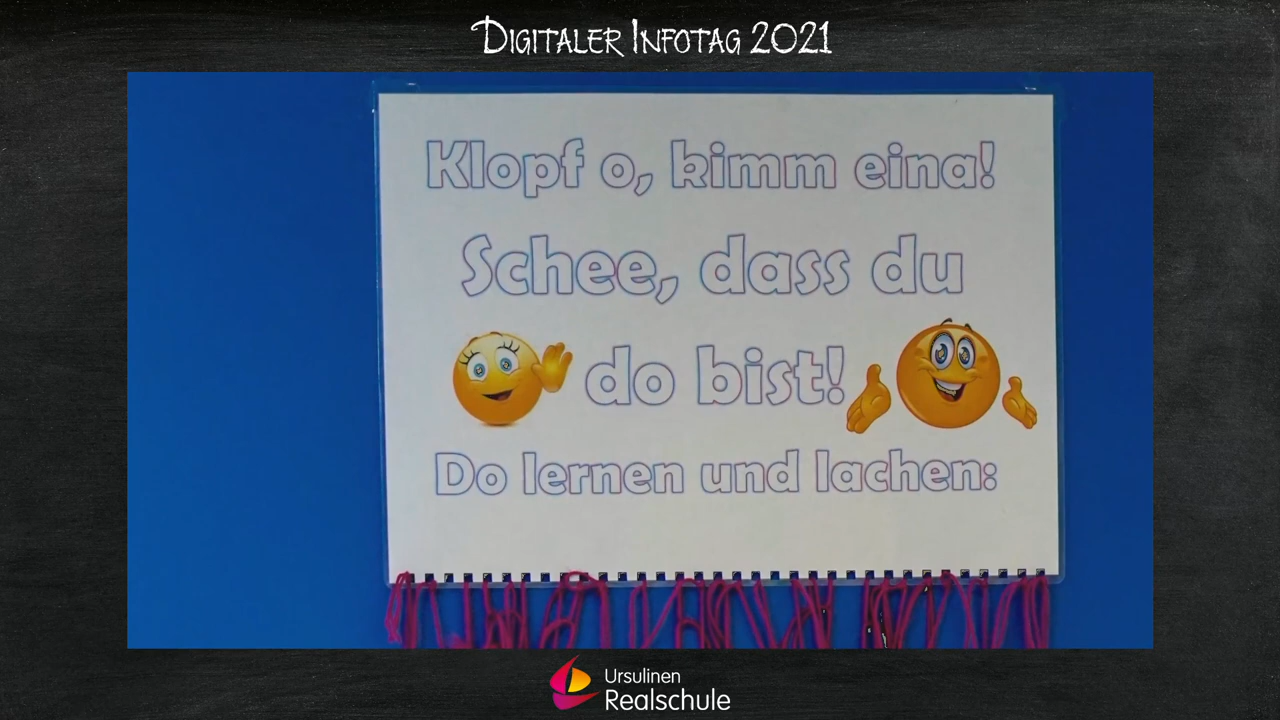 Digitaler Infotag 2021
Klopf o, kimm eina!
Schee, dass du
do bist!
Do lernen und lachen:
Ursulinen
Realschule